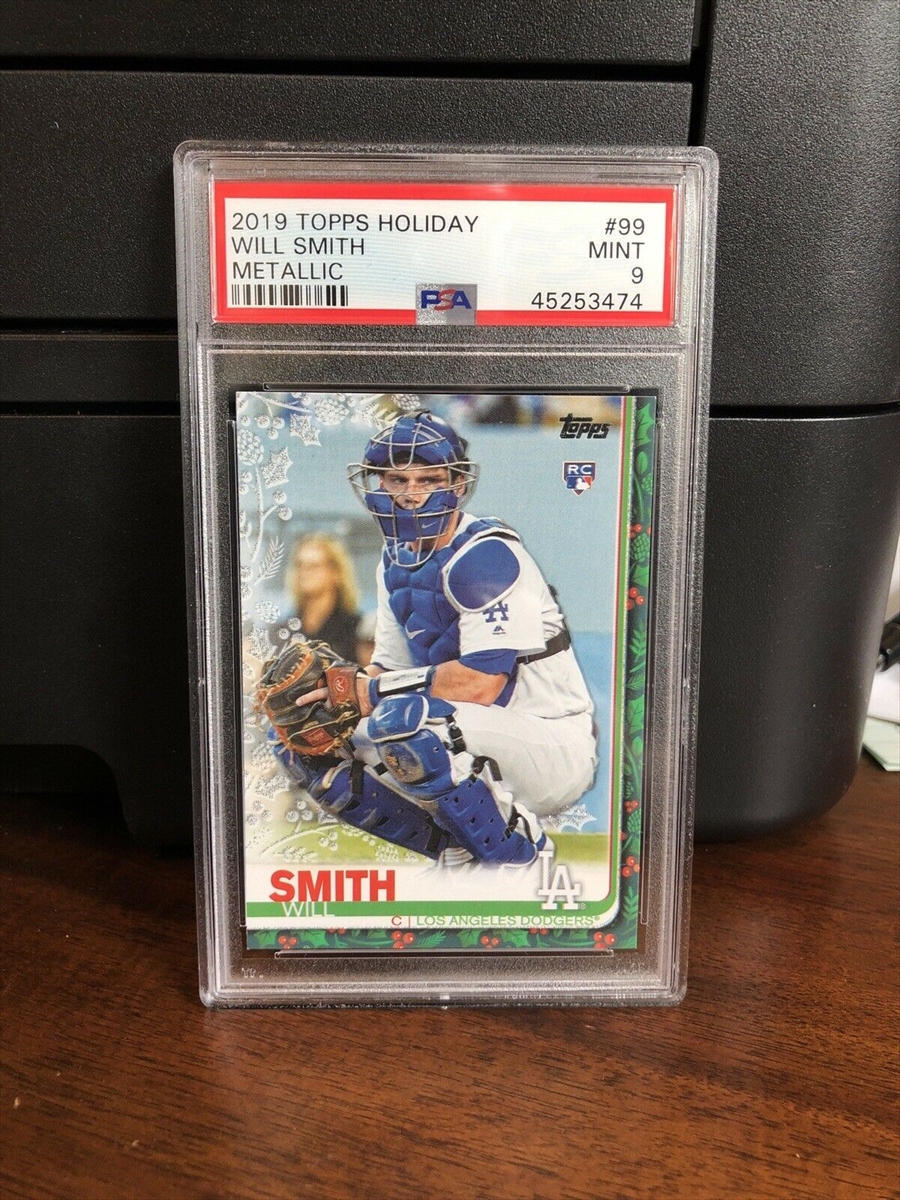 2019 TOPPS HOLIDAY #99
WILL SMITH MINT
METALLIC 9
PSA 45253474
Topps
RC
LA
SMITH
WILL
LA
C | LOS ANGELES DODGERS®